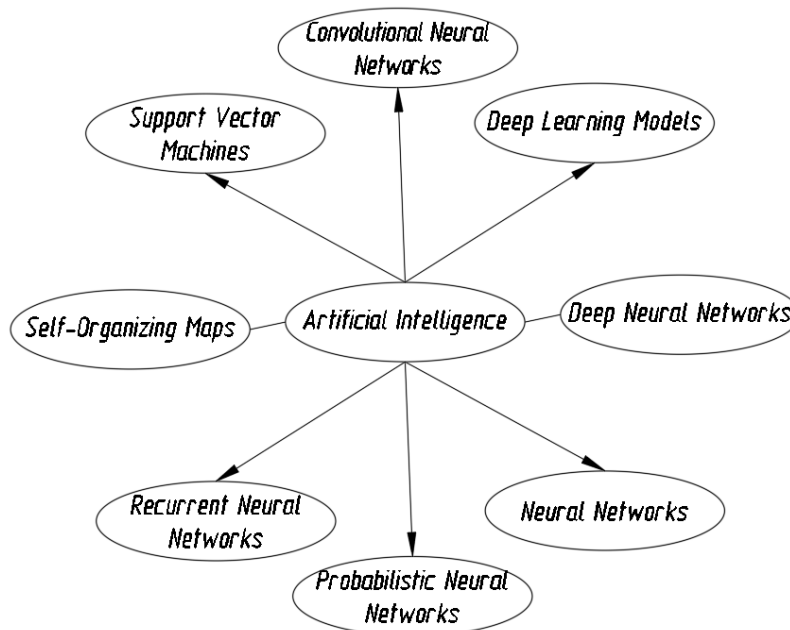 Convolutional Neural
Networks
Support Vector
Machines
Deep Learning Models
Self-Organizing Maps
Artificial Intelligence
Deep Neural Networks
Recurrent Neural
Networks
Neural Networks
Probabilistic Neural
Networks